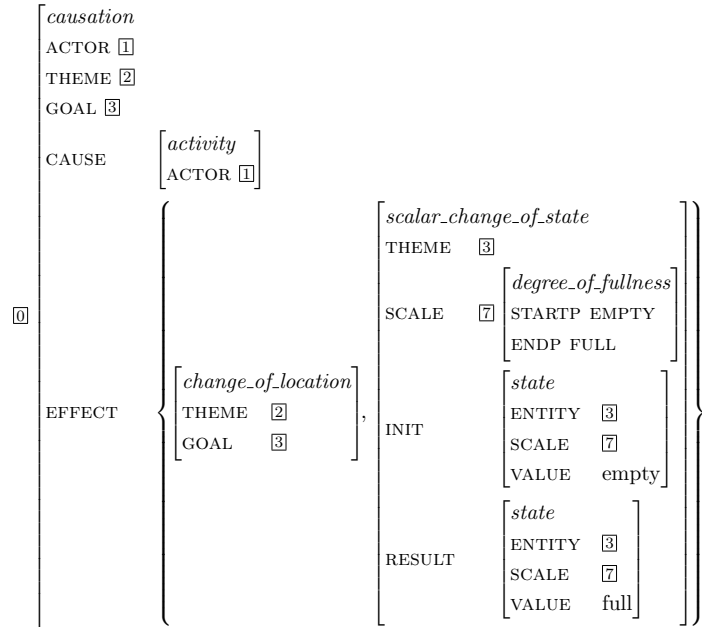 causation
ACTOR 1
THEME 2
GOAL 3
CAUSE
activity
ACTOR 1
0
EFFECT
change_of_location
THEME 2
GOAL 3
,
scalar_change_of_state
THEME 3
SCALE 7
degree_of_fullness
STARTP EMPTY
ENDP FULL
INIT
state
ENTITY 3
SCALE 7
VALUE empty
RESULT
state
ENTITY 3
SCALE 7
VALUE full